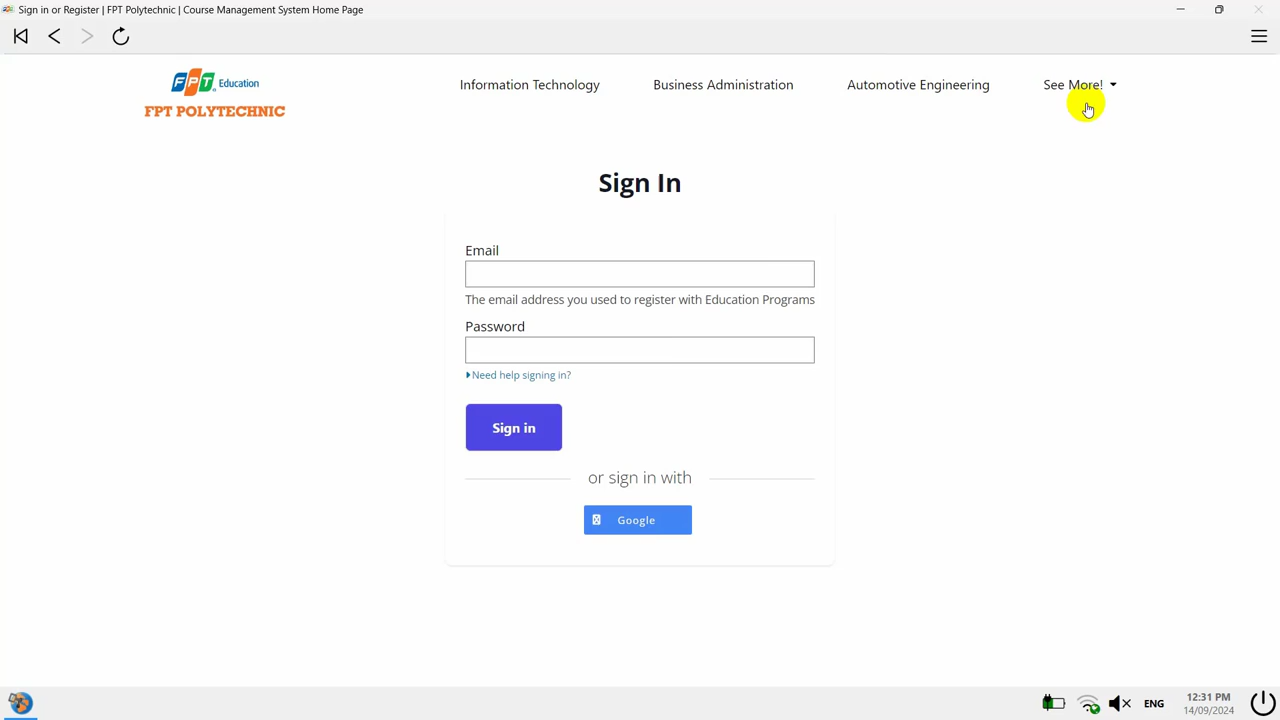 Sign in or Register | FPT Polytechnic | Course Management System Home Page
FPT Education
FPT POLYTECHNIC
Information Technology
Business Administration
Automotive Engineering
See More!
Sign In
Email
The email address you used to register with Education Programs
Password
Need help signing in?
Sign in
or sign in with
Google
ENG
12:31 PM
14/09/2024